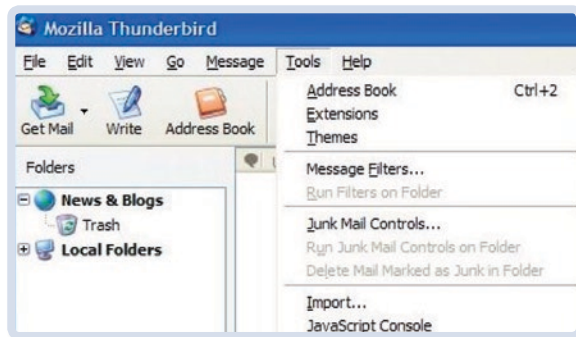 Mozilla Thunderbird
File Edit View Go Message Tools Help
Get Mail Write Address Book
Folders
News & Blogs
Trash
Local Folders
Address Book Ctrl+2
Extensions
Themes
Message Filters...
Run Filters on Folder
Junk Mail Controls...
Run Junk Mail Controls on Folder
Delete Mail Marked as Junk in Folder
Import...
JavaScript Console